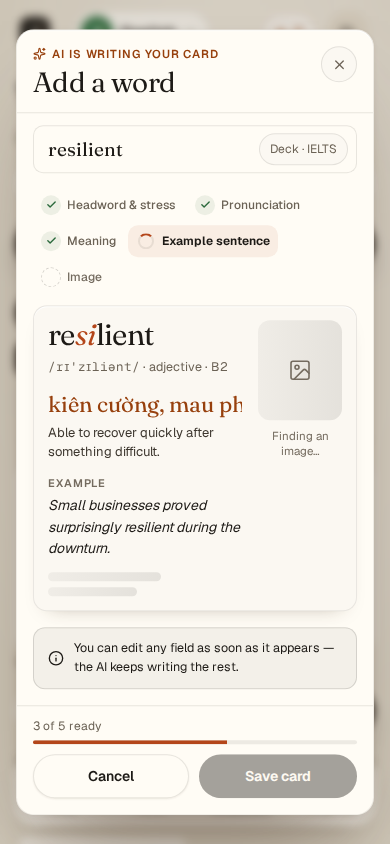 AI IS WRITING YOUR CARD
Add a word
resilient
Deck · IELTS
Headword & stress
Pronunciation
Meaning
Example sentence
Image
resilient
/rɪˈzɪliənt/ · adjective · B2
kiên cường, mau ph
Able to recover quickly after
something difficult.
Finding an
image…
EXAMPLE
Small businesses proved
surprisingly resilient during the
downturn.
You can edit any field as soon as it appears —
the AI keeps writing the rest.
3 of 5 ready
Cancel
Save card